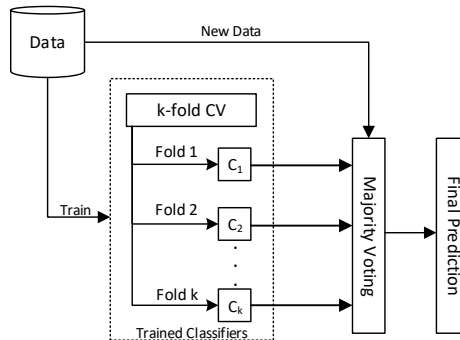 Data
New Data
k-fold CV
Fold 1
C1
Fold 2
C2
Train
Fold k
Ck
Trained Classifiers
Majority Voting
Final Prediction